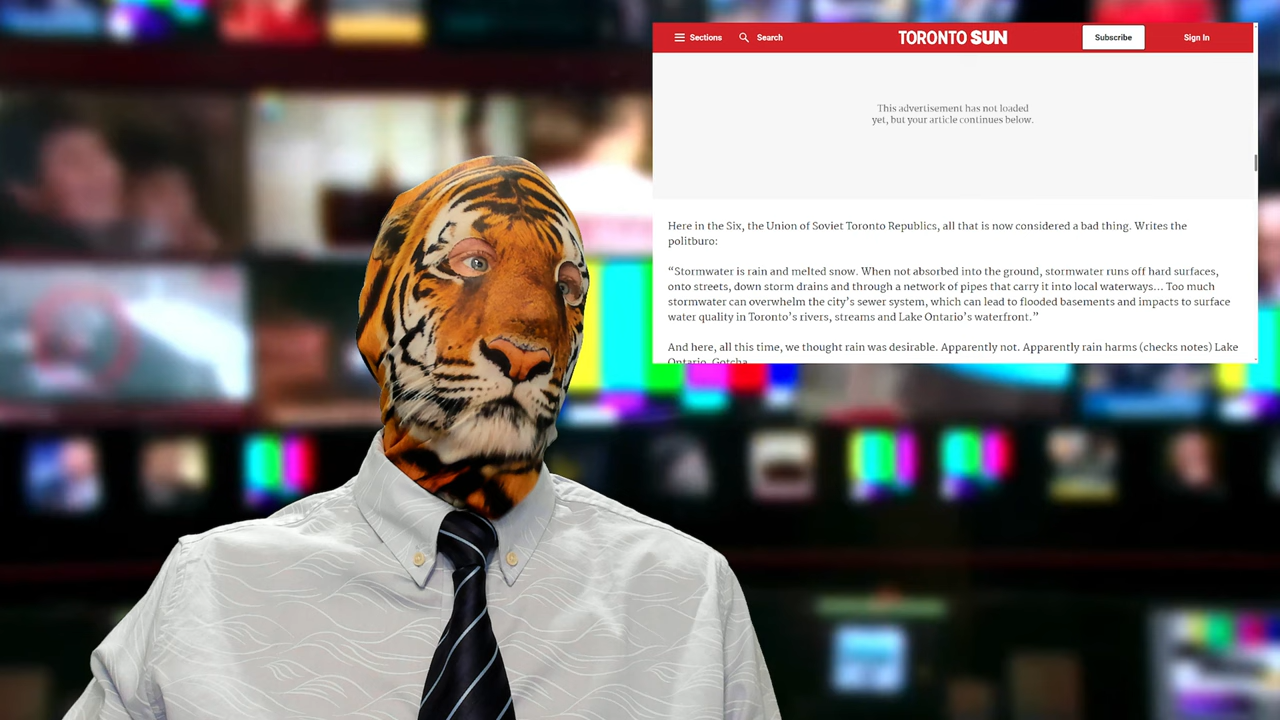 Sections Search TORONTO SUN Subscribe Sign In
This advertisement has not loaded
yet, but your article continues below.
Here in the Six, the Union of Soviet Toronto Republics, all that is now considered a bad thing. Writes the
politburo:
“Stormwater is rain and melted snow. When not absorbed into the ground, stormwater runs off hard surfaces,
onto streets, down storm drains and through a network of pipes that carry it into local waterways… Too much
stormwater can overwhelm the city’s sewer system, which can lead to flooded basements and impacts to surface
water quality in Toronto’s rivers, streams and Lake Ontario’s waterfront.”
And here, all this time, we thought rain was desirable. Apparently not. Apparently rain harms (checks notes) Lake
Ontario. Gotcha